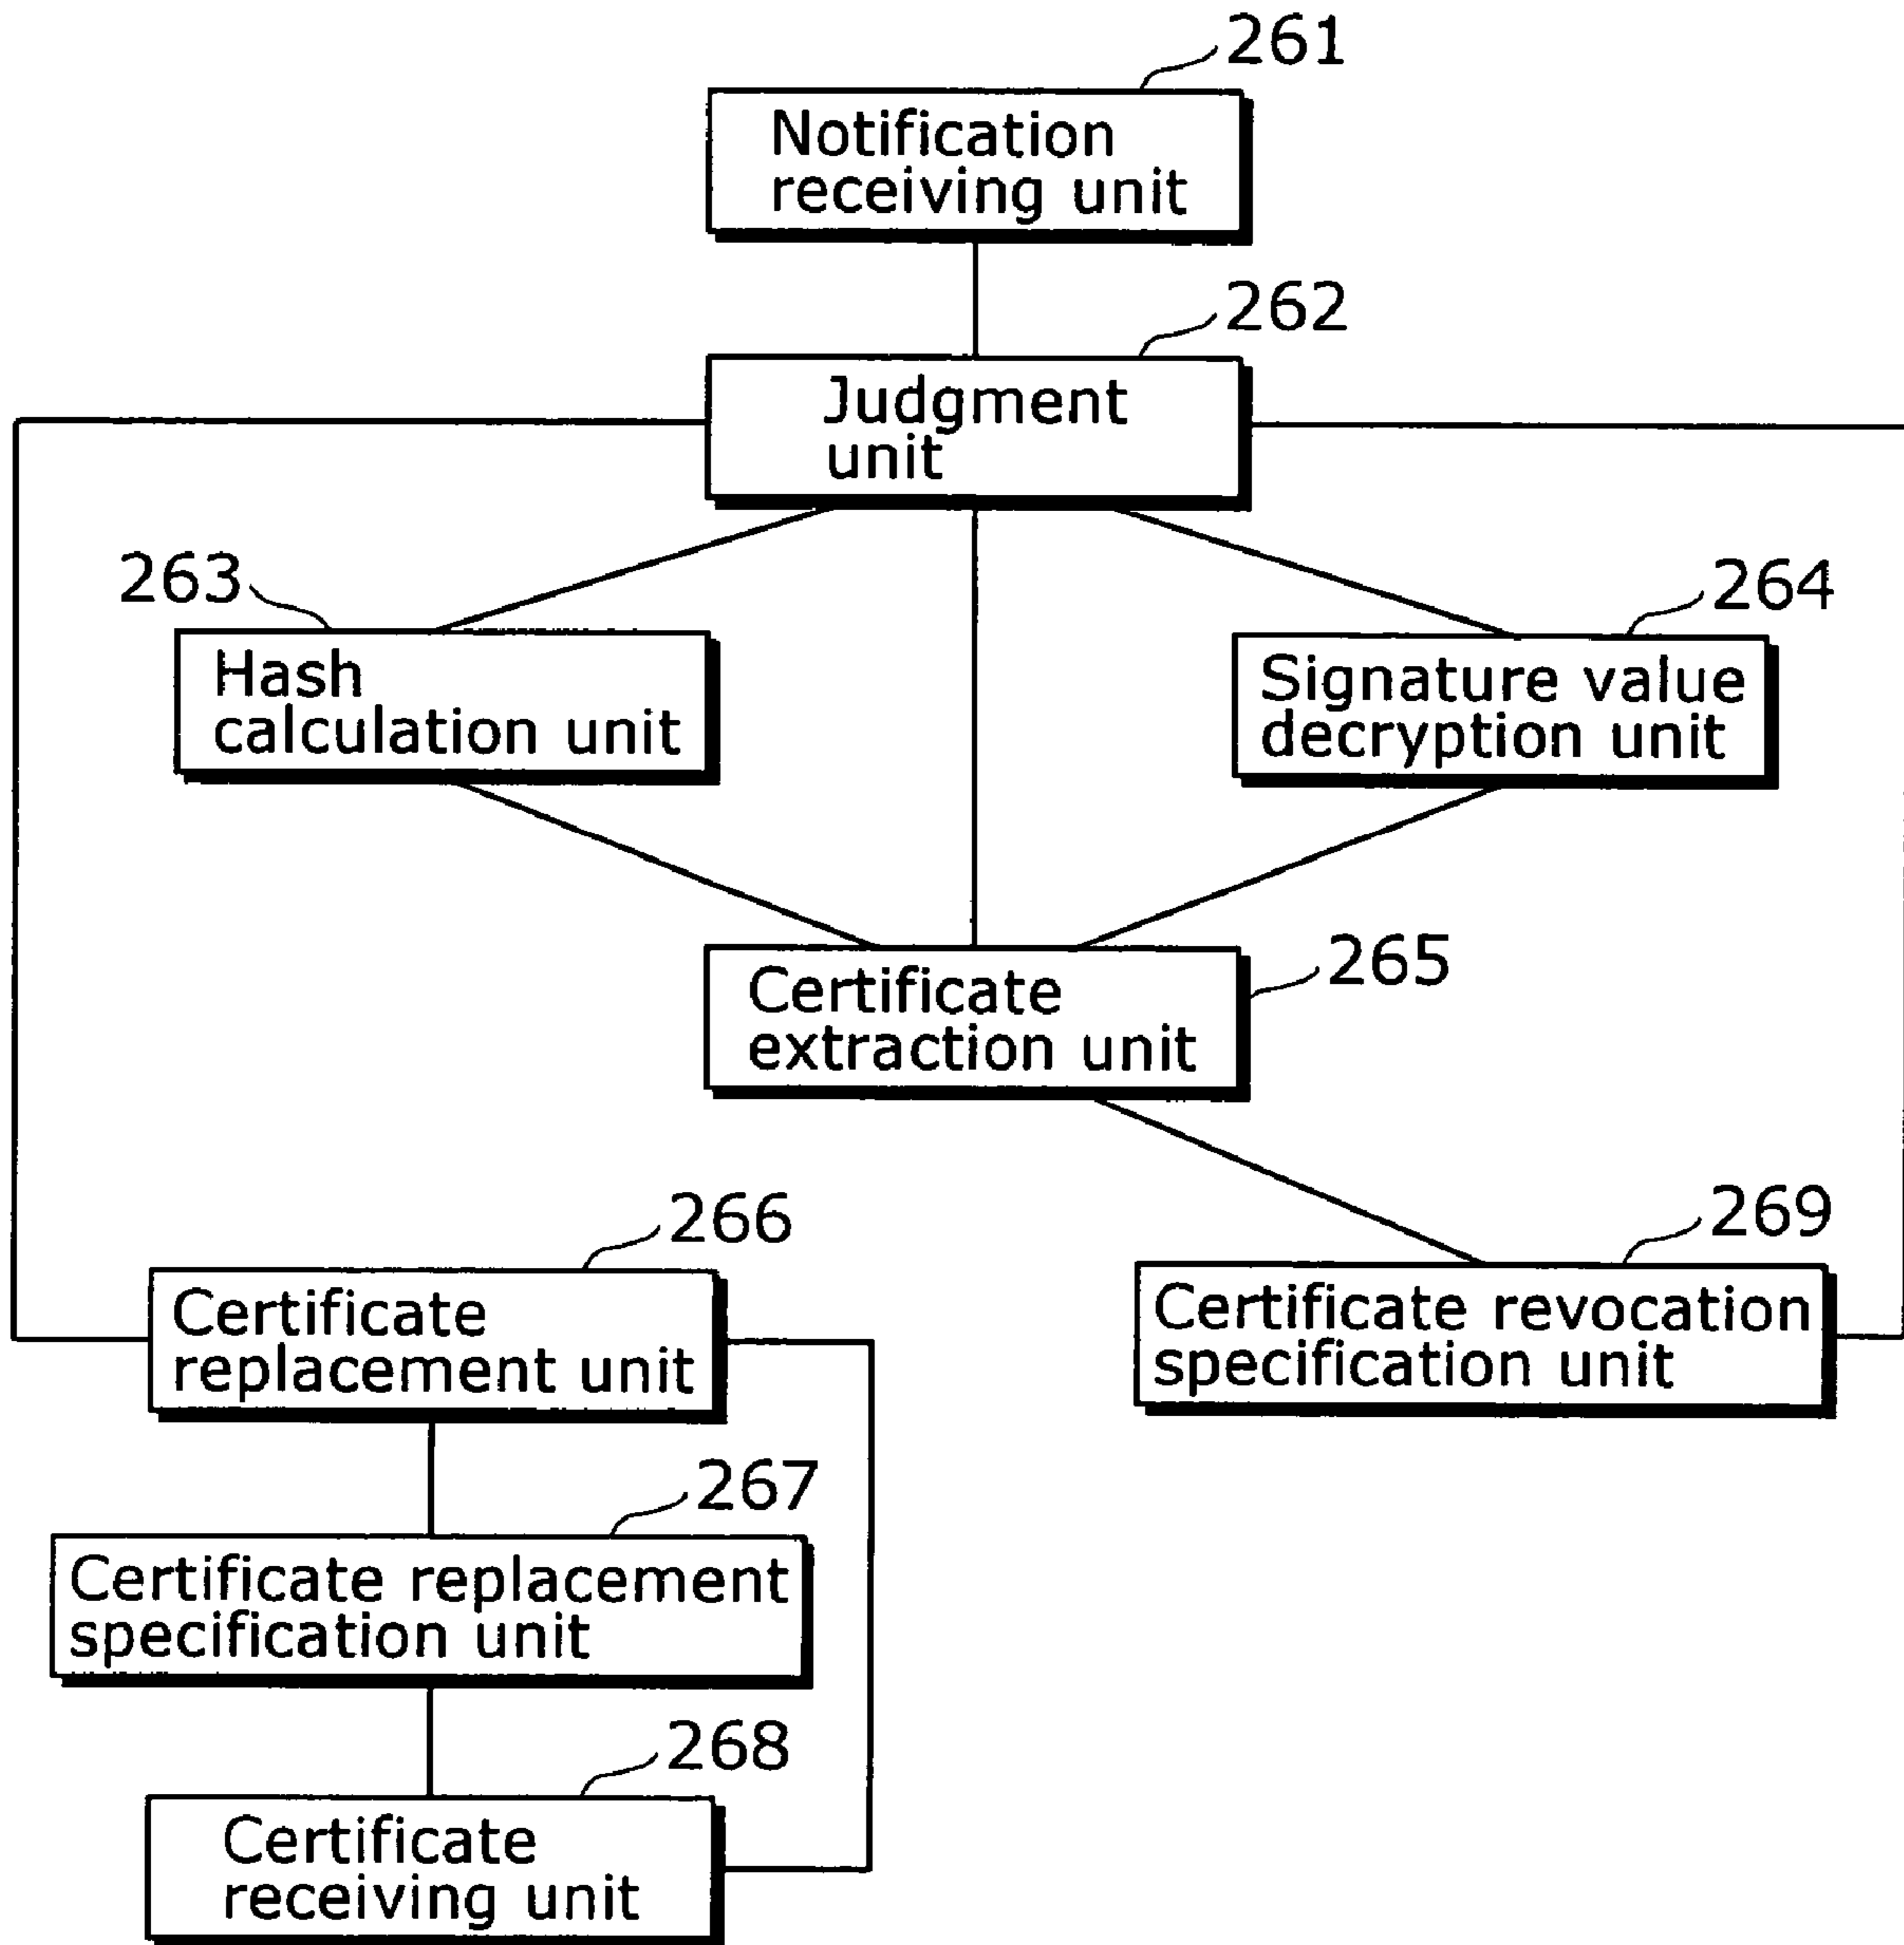 261
Notification
receiving unit
262
Judgment
unit
263
Hash
calculation unit
264
Signature value
decryption unit
265
Certificate
extraction unit
266
Certificate
replacement unit
269
Certificate revocation
specification unit
267
Certificate replacement
specification unit
268
Certificate
receiving unit